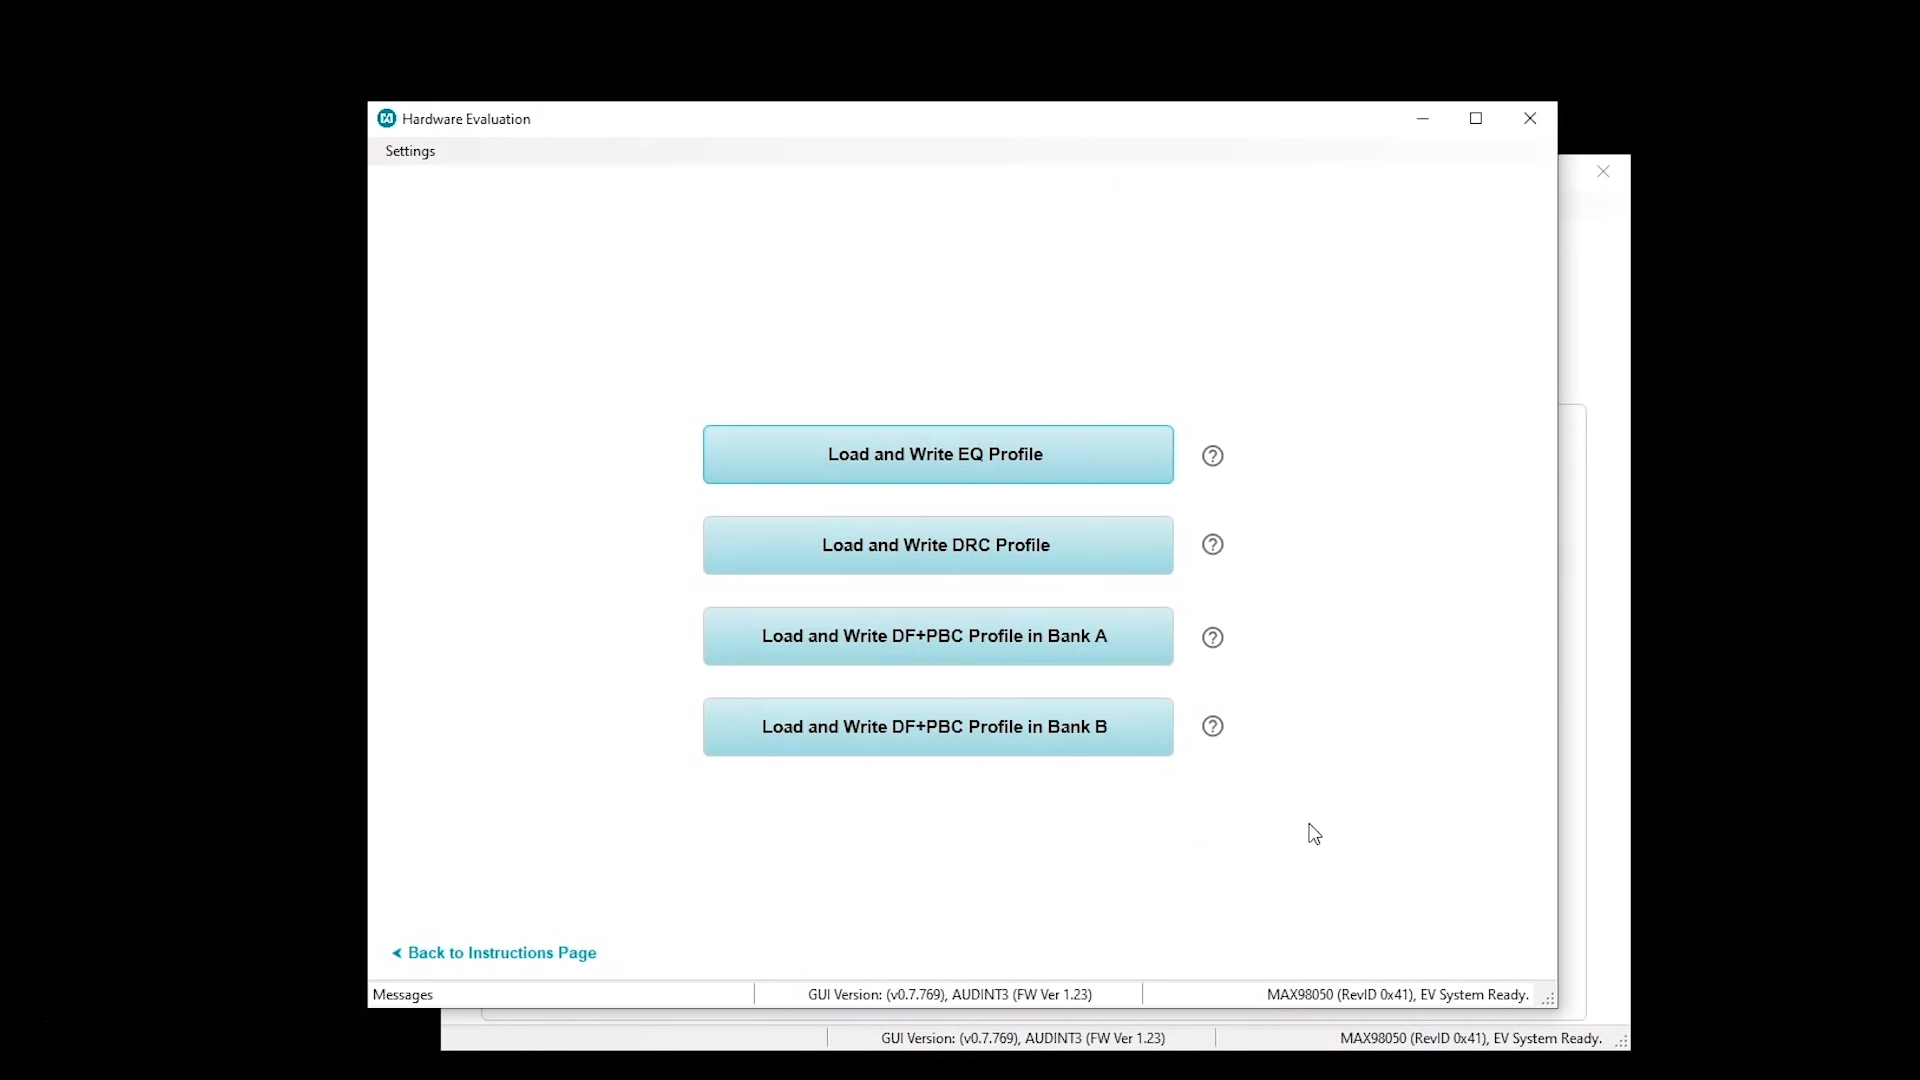 Hardware Evaluation
Settings
Load and Write EQ Profile
Load and Write DRC Profile
Load and Write DF+PBC Profile in Bank A
Load and Write DF+PBC Profile in Bank B
Back to Instructions Page
Messages
GUI Version: (v0.7.769), AUDINT3 (FW Ver 1.23)
MAX98050 (RevID 0x41), EV System Ready.
GUI Version: (v0.7.769), AUDINT3 (FW Ver 1.23)
MAX98050 (RevID 0x41), EV System Ready.